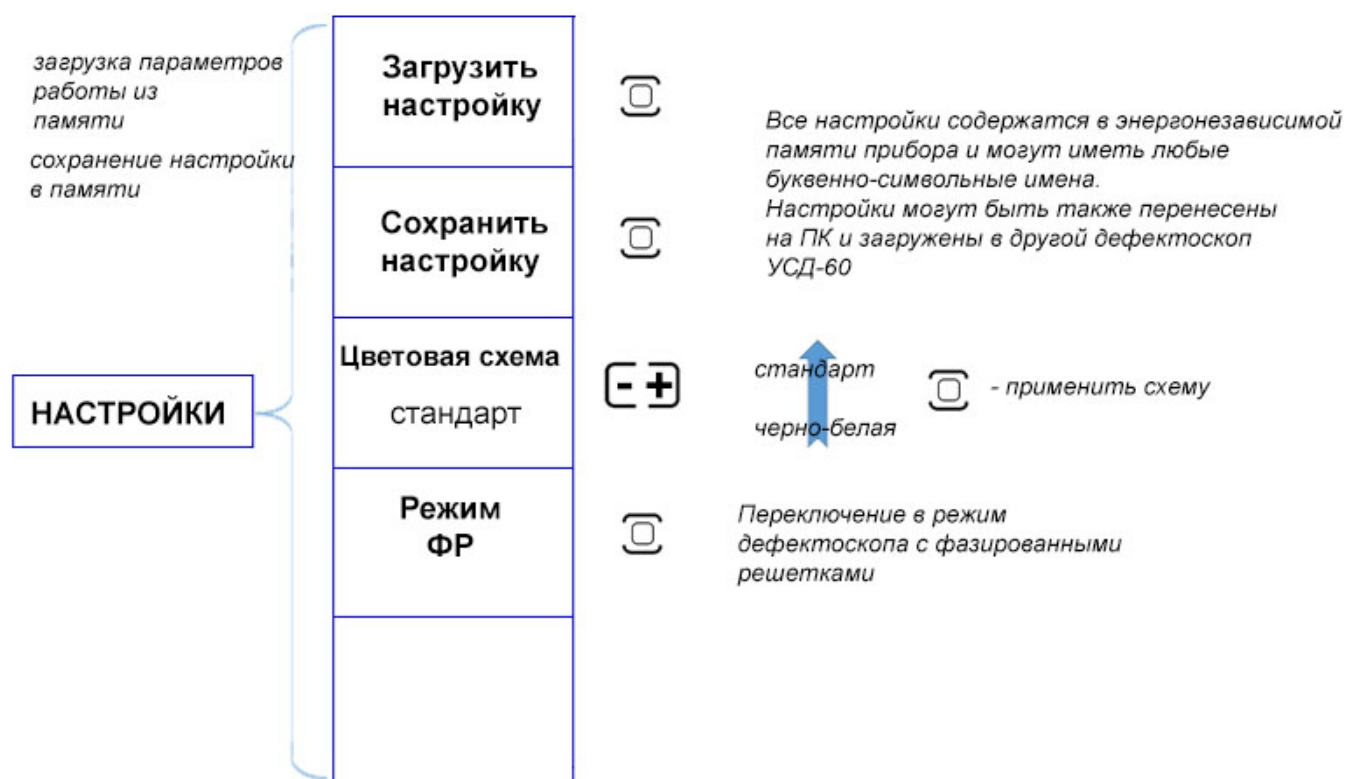 загрузка параметров
работы из
памяти
сохранение настройки
в памяти
НАСТРОЙКИ
Загрузить
настройку
Сохранить
настройку
Цветовая схема
стандарт
Режим
ФР
Все настройки содержатся в энергонезависимой
памяти прибора и могут иметь любые
буквенно-символьные имена.
Настройки могут быть также перенесены
на ПК и загружены в другой дефектоскоп
УСД-60
- +
стандарт
черно-белая
- применить схему
Переключение в режим
дефектоскопа с фазированными
решетками